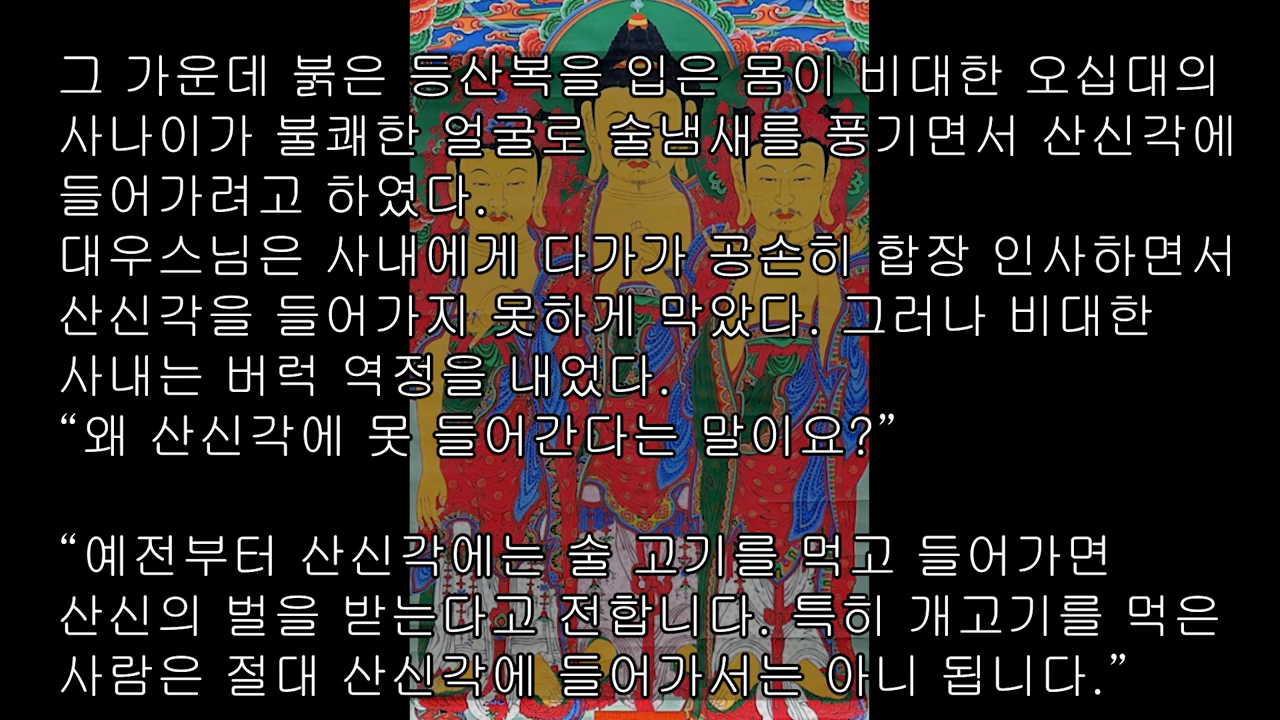 그 가운데 붉은 등산복을 입은 몸이 비대한 오십대의
사나이가 불쾌한 얼굴로 술냄새를 풍기면서 산신각에
들어가려고 하였다.
대우스님은 사내에게 다가가 공손히 합장 인사하면서
산신각을 들어가지 못하게 막았다. 그러나 비대한
사내는 버럭 역정을 내었다.
“왜 산신각에 못 들어간다는 말이요?”
“예전부터 산신각에는 술 고기를 먹고 들어가면
산신의 벌을 받는다고 전합니다. 특히 개고기를 먹은
사람은 절대 산신각에 들어가서는 아니 됩니다.”